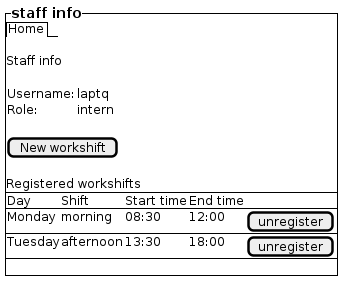 staff info
Home
Staff info
Username: laptq
Role: intern
New workshift
Registered workshifts
Day Shift Start time End time
Monday morning 08:30 12:00 unregister
Tuesday afternoon 13:30 18:00 unregister